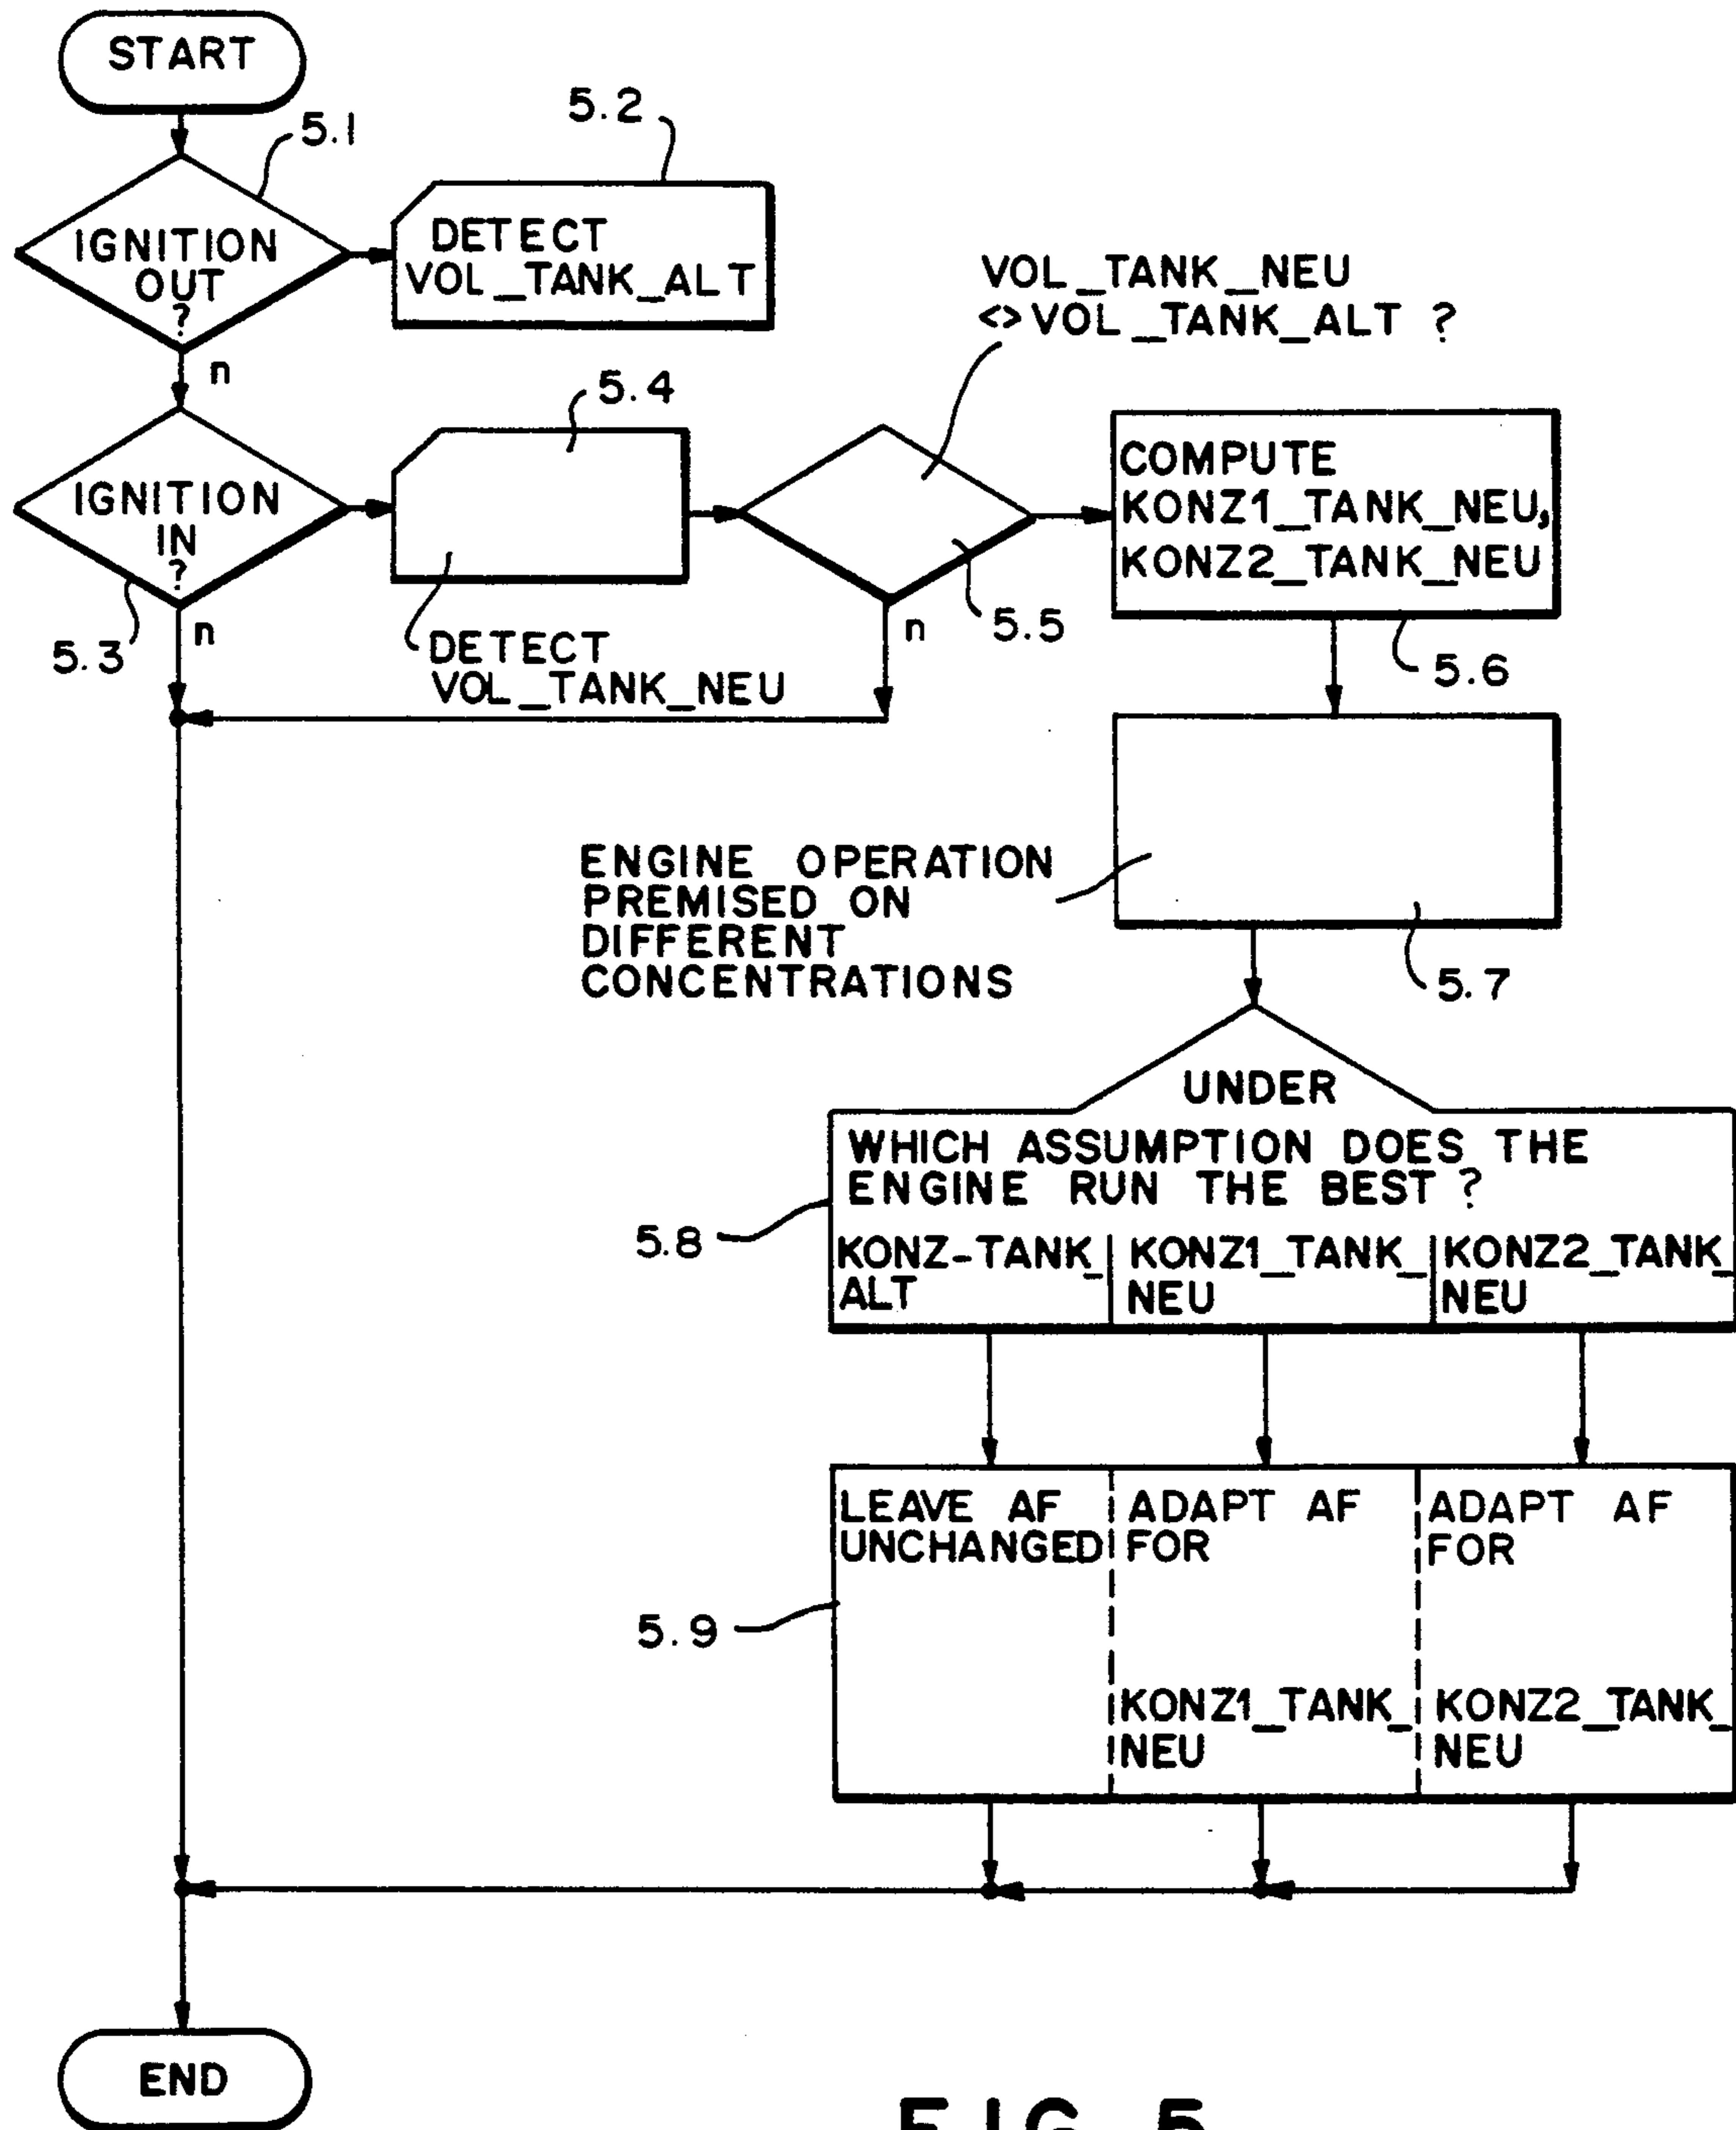 START
5.1
5.2
IGNITION
OUT
?
DETECT
VOL_TANK_ALT
n
VOL_TANK_NEU
<>VOL_TANK_ALT ?
5.4
IGNITION
IN
?
COMPUTE
KONZ1_TANK_NEU,
KONZ2_TANK_NEU
5.3
n
DETECT
VOL_TANK_NEU
n
5.5
5.6
ENGINE OPERATION
PREMISED ON
DIFFERENT
CONCENTRATIONS
5.7
UNDER
WHICH ASSUMPTION DOES THE
ENGINE RUN THE BEST ?
5.8
KONZ-TANK_
ALT
KONZ1_TANK_
NEU
KONZ2_TANK_
NEU
LEAVE AF
UNCHANGED
ADAPT AF
FOR
KONZ1_TANK_
NEU
ADAPT AF
FOR
KONZ2_TANK_
NEU
5.9
END
FIG. 5